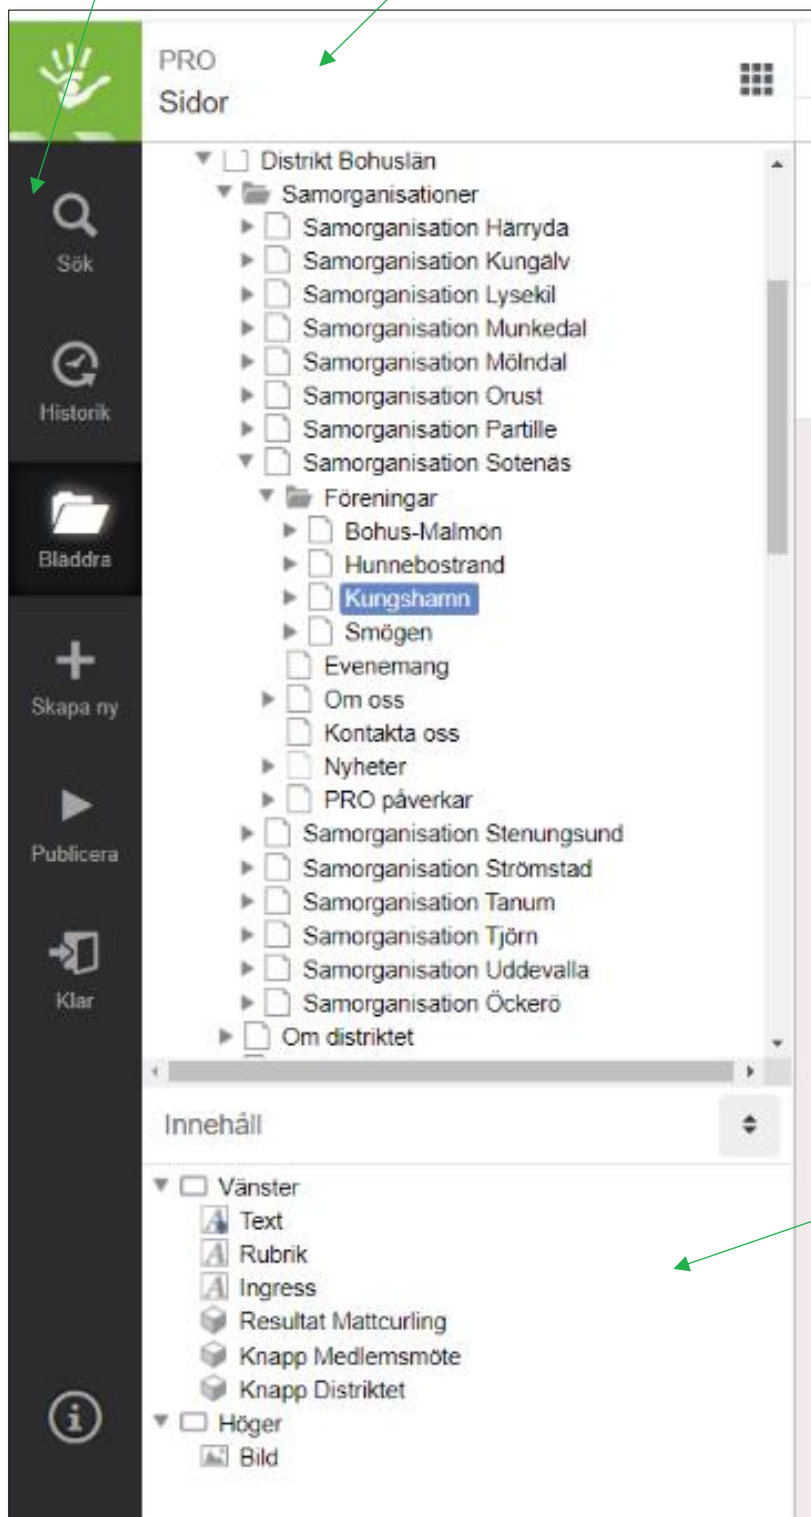 PRO
Sidor
Sök
Historik
Bläddra
Skapa ny
Publicera
Klar
Distrikt Bohuslän
Samorganisationer
Samorganisation Härryda
Samorganisation Kungälv
Samorganisation Lysekil
Samorganisation Munkedal
Samorganisation Mölndal
Samorganisation Orust
Samorganisation Partille
Samorganisation Sotenäs
Föreningar
Bohus-Malmön
Hunnebostrand
Kungshamn
Smögen
Evenemang
Om oss
Kontakta oss
Nyheter
PRO påverkar
Samorganisation Stenungsund
Samorganisation Strömstad
Samorganisation Tanum
Samorganisation Tjörn
Samorganisation Uddevalla
Samorganisation Öckerö
Om distriktet
Innehåll
Vänster
Text
Rubrik
Ingress
Resultat Mattcurling
Knapp Medlemsmöte
Knapp Distriktet
Höger
Bild